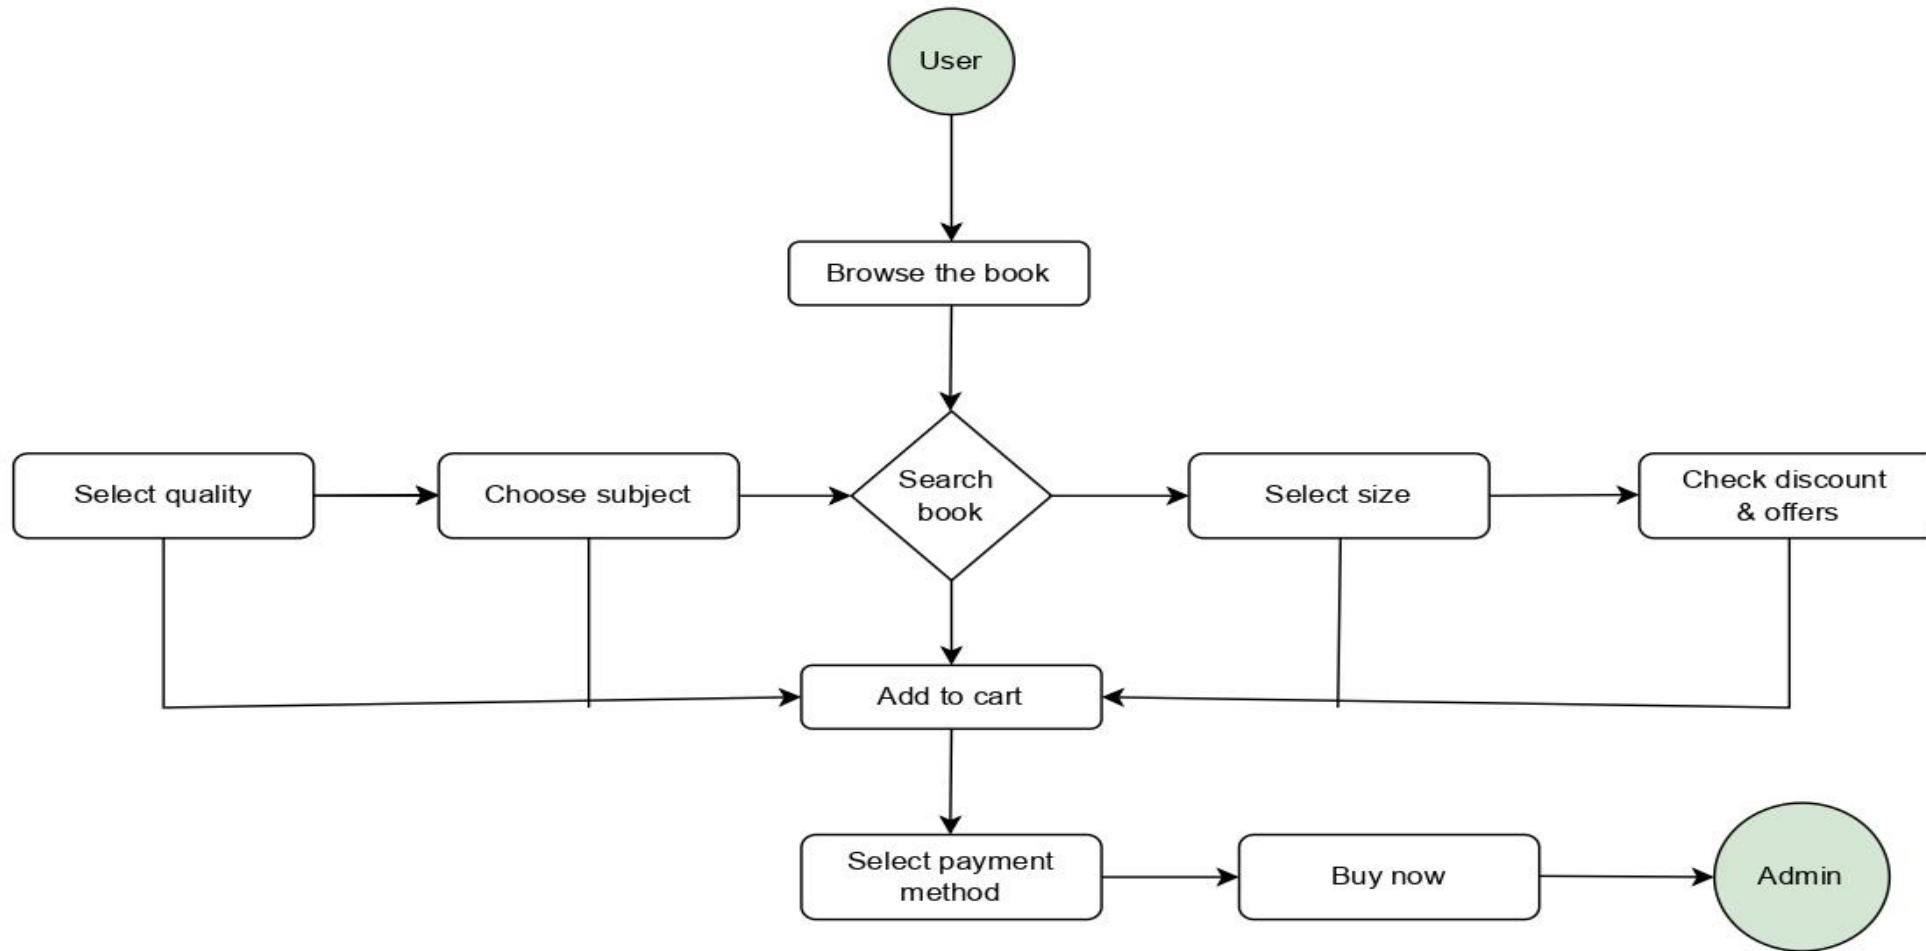 User
Browse the book
Select quality
Choose subject
Search
book
Select size
Check discount
& offers
Add to cart
Select payment
method
Buy now
Admin